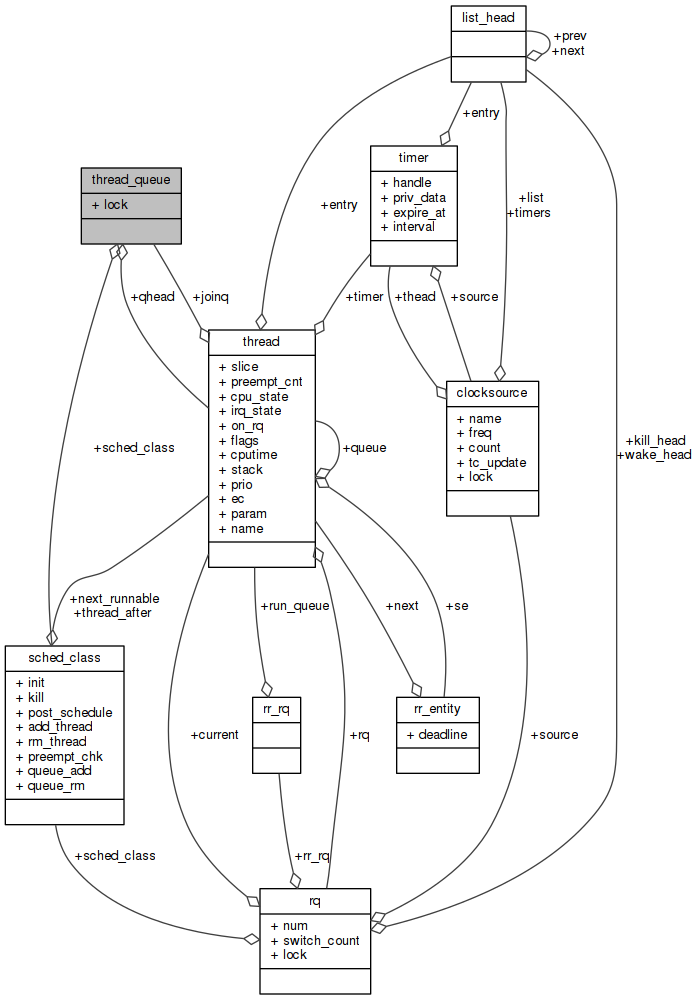 list_head
+prev
+next
+entry
timer
+ handle
+ priv_data
+ expire_at
+ interval
thread_queue
+ lock
+entry
+list
+timers
+qhead
+joinq
+timer
+thead
+source
thread
+ slice
+ preempt_cnt
+ cpu_state
+ irq_state
+ on_rq
+ flags
+ cputime
+ stack
+ prio
+ ec
+ param
+ name
clocksource
+ name
+ freq
+ count
+ tc_update
+ lock
+sched_class
+queue
+kill_head
+wake_head
+next_runnable
+thread_after
+run_queue
+next
+se
sched_class
+ init
+ kill
+ post_schedule
+ add_thread
+ rm_thread
+ preempt_chk
+ queue_add
+ queue_rm
rr_rq
rr_entity
+ deadline
+current
+rq
+source
+sched_class
+rr_rq
rq
+ num
+ switch_count
+ lock